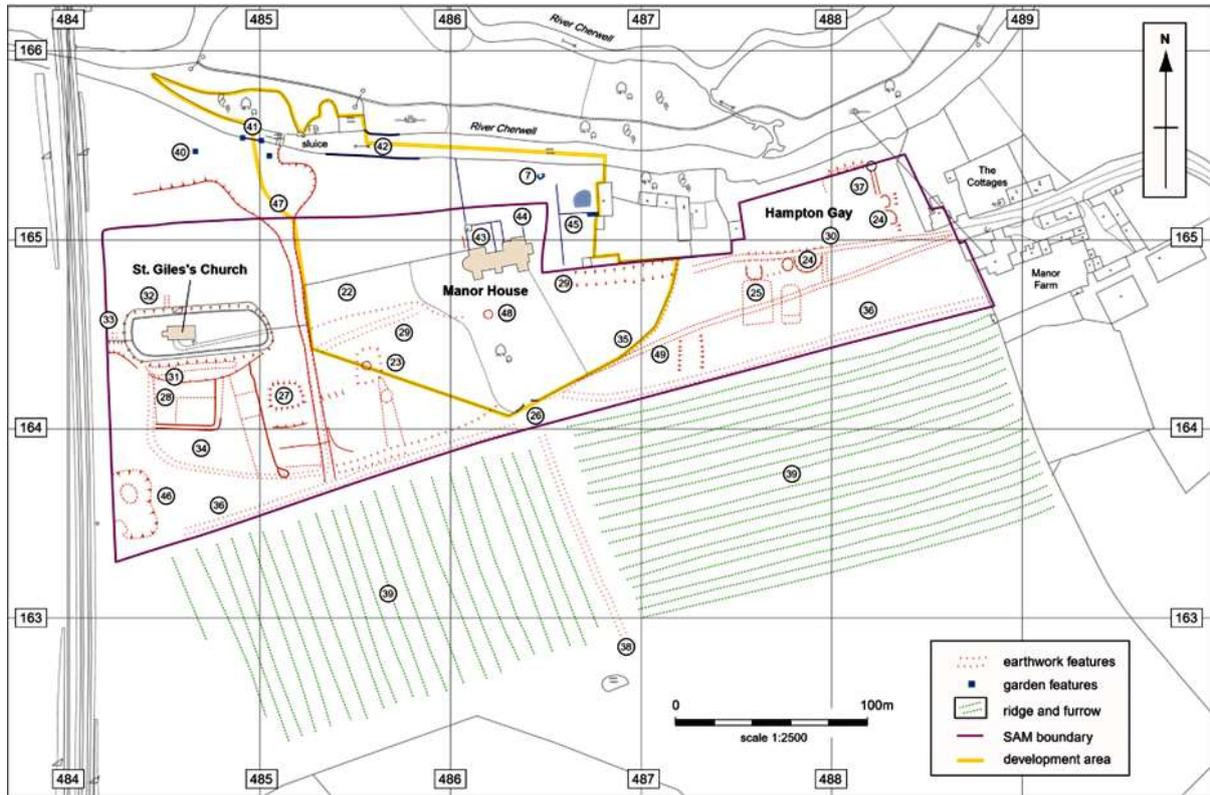 484 485 486 487 488 489
166
River Cherwell
N
41
sluice
42
River Cherwell
40
7
37
The Cottages
47
44
45
Hampton Gay
24
165
43
30
165
St. Giles's Church
24
Manor Farm
32
22
Manor House
29
25
33
48
36
29
35
31
23
49
28
27
26
164
164
34
46
36
39
39
163
163
38
earthwork features
garden features
0 100m
ridge and furrow
scale 1:2500
SAM boundary
development area
484 485 486 487 488 489